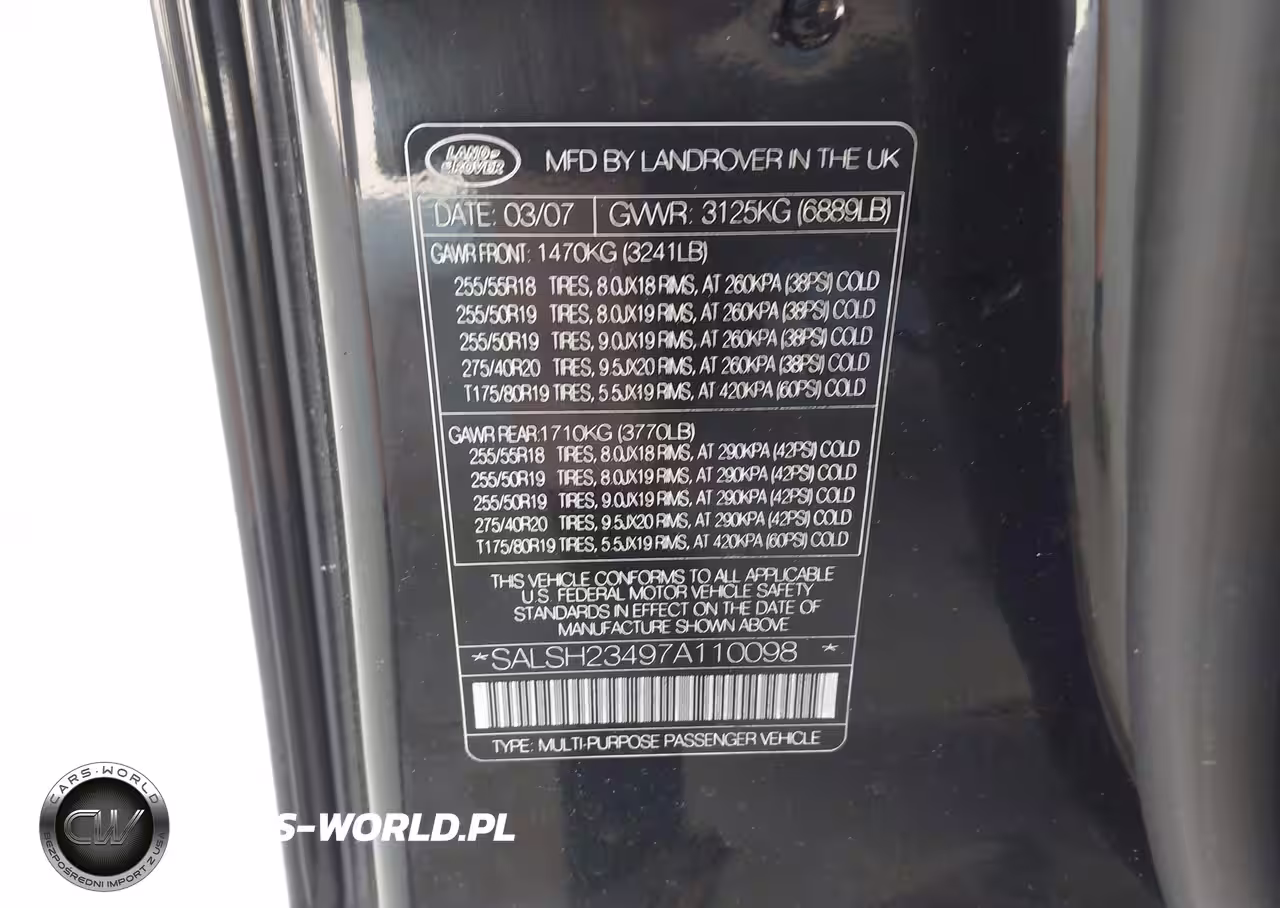 LAND-
-ROVER
MFD BY LANDROVER IN THE UK
DATE: 03/07 GVWR: 3125KG (6889LB)
GAWR FRONT: 1470KG (3241LB)
255/55R18 TIRES, 8.0JX18 RIMS, AT 260KPA (38PSI) COLD
255/50R19 TIRES, 8.0JX19 RIMS, AT 260KPA (38PSI) COLD
255/50R19 TIRES, 9.0JX19 RIMS, AT 260KPA (38PSI) COLD
275/40R20 TIRES, 9.5JX20 RIMS, AT 260KPA (38PSI) COLD
T175/80R19 TIRES, 5.5JX19 RIMS, AT 420KPA (60PSI) COLD
GAWR REAR: 1710KG (3770LB)
255/55R18 TIRES, 8.0JX18 RIMS, AT 290KPA (42PSI) COLD
255/50R19 TIRES, 8.0JX19 RIMS, AT 290KPA (42PSI) COLD
255/50R19 TIRES, 9.0JX19 RIMS, AT 290KPA (42PSI) COLD
275/40R20 TIRES, 9.5JX20 RIMS, AT 290KPA (42PSI) COLD
T175/80R19 TIRES, 5.5JX19 RIMS, AT 420KPA (60PSI) COLD
THIS VEHICLE CONFORMS TO ALL APPLICABLE
U.S. FEDERAL MOTOR VEHICLE SAFETY
STANDARDS IN EFFECT ON THE DATE OF
MANUFACTURE SHOWN ABOVE
*SALSH23497A110098 *
TYPE: MULTI-PURPOSE PASSENGER VEHICLE
CARS-WORLD
CW
BEZPOŚREDNI IMPORT Z USA
S-WORLD.PL